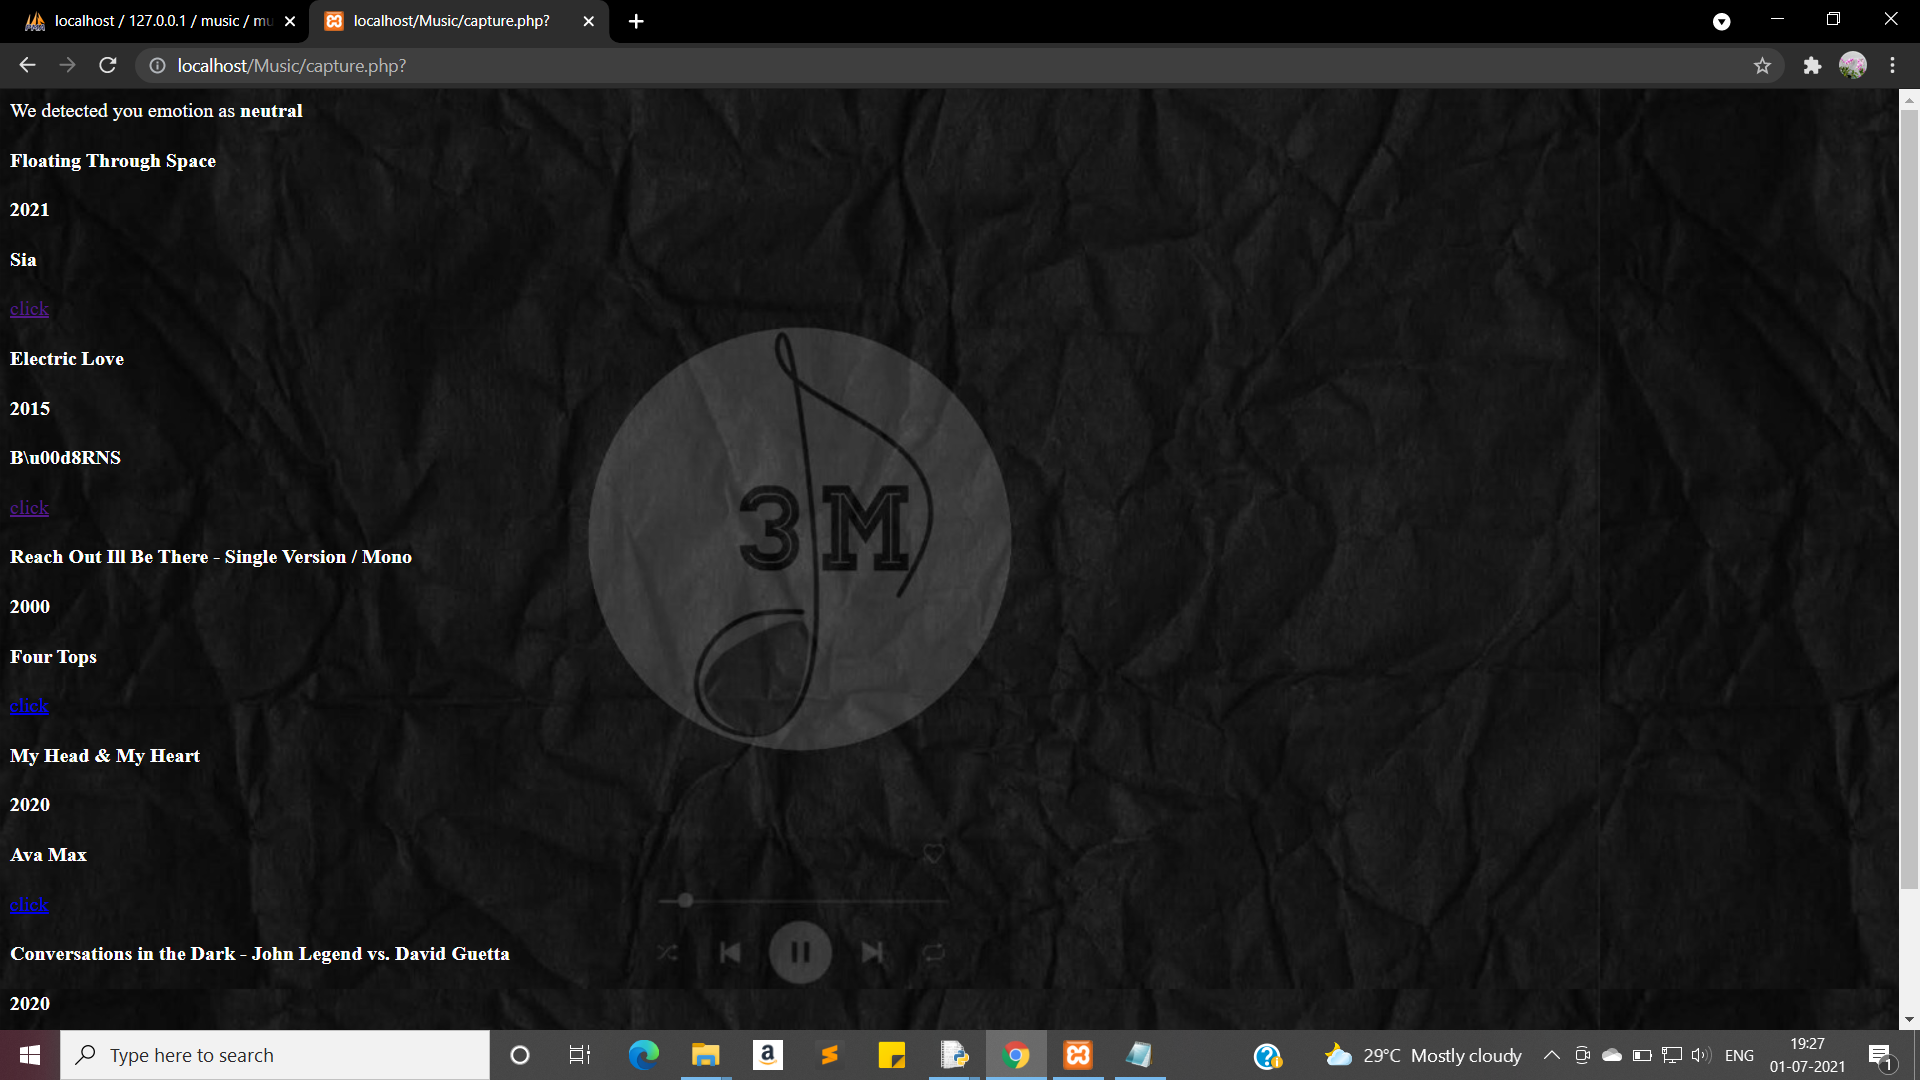 localhost / 127.0.0.1 / music / mu
localhost/Music/capture.php?
localhost/Music/capture.php?
We detected you emotion as neutral
Floating Through Space
2021
Sia
click
Electric Love
2015
B\u00d8RNS
click
Reach Out Ill Be There - Single Version / Mono
2000
Four Tops
click
My Head & My Heart
2020
Ava Max
click
Conversations in the Dark - John Legend vs. David Guetta
2020
3M
Type here to search
29°C Mostly cloudy
ENG
19:27
01-07-2021
1